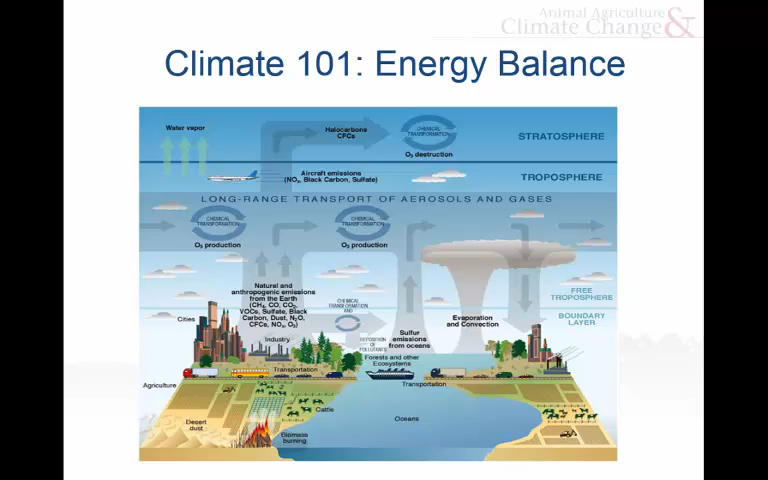 Animal Agriculture
Climate Change &
Climate 101: Energy Balance
Water vapor
Halocarbons
CFCs
CHEMICAL
TRANSFORMATION
O₃ destruction
STRATOSPHERE
Aircraft emissions
(NOₓ, Black Carbon, Sulfate)
TROPOSPHERE
LONG-RANGE TRANSPORT OF AEROSOLS AND GASES
CHEMICAL
TRANSFORMATION
O₃ production
CHEMICAL
TRANSFORMATION
O₃ production
Natural and
anthropogenic emissions
from the Earth
(CH₄, CO, CO₂,
VOCs, Sulfate, Black
Carbon, Dust, N₂O,
CFCs, NOₓ, O₃)
CHEMICAL
TRANSFORMATION
AND
DEPOSITION
OF
POLLUTANTS
FREE
TROPOSPHERE
BOUNDARY
LAYER
Cities
Industry
Sulfur
emissions
from oceans
Evaporation
and Convection
Forests and other
Ecosystems
Transportation
Transportation
Agriculture
Cattle
Oceans
Desert
dust
Biomass
burning